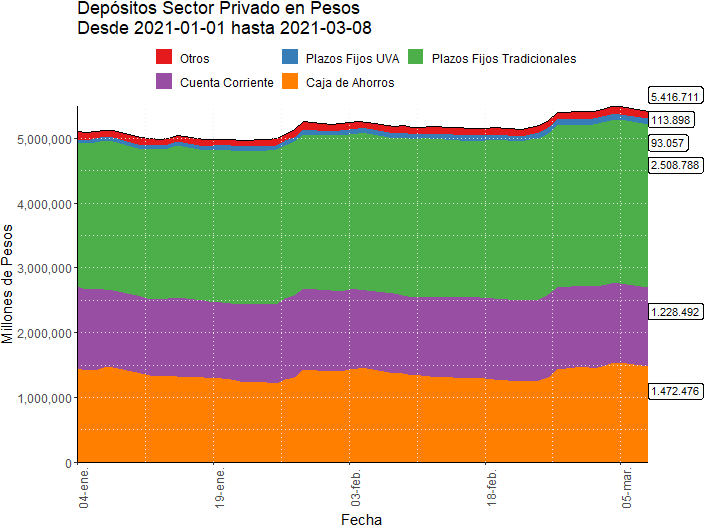 Depósitos Sector Privado en Pesos
Desde 2021-01-01 hasta 2021-03-08
Otros
Plazos Fijos UVA
Plazos Fijos Tradicionales
Cuenta Corriente
Caja de Ahorros
5.416.711
113.898
93.057
2.508.788
1.228.492
1.472.476
5,000,000
4,000,000
3,000,000
2,000,000
1,000,000
0
Millones de Pesos
04-ene.
19-ene.
03-feb.
18-feb.
05-mar.
Fecha